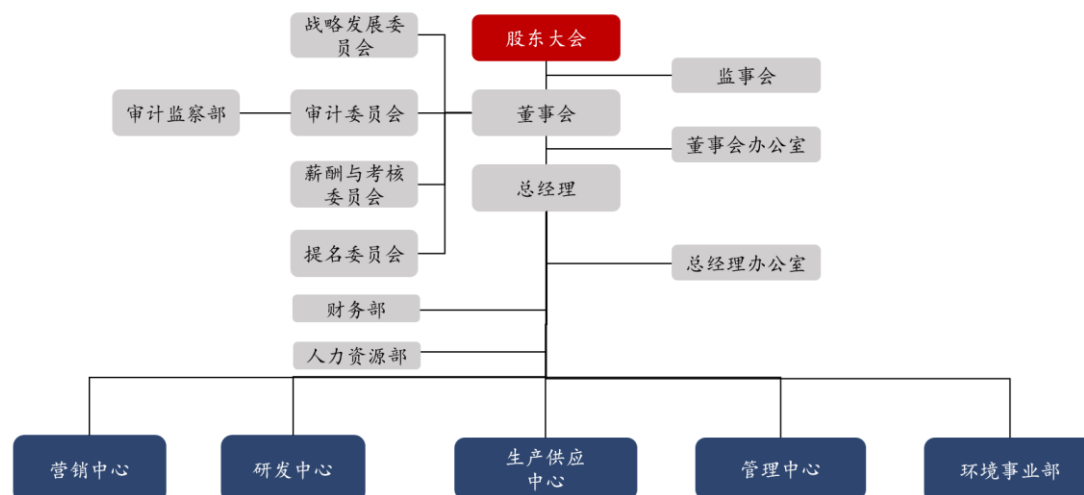 战略发展委
员会
股东大会
监事会
审计监察部
审计委员会
董事会
董事会办公室
薪酬与考核
委员会
总经理
提名委员会
总经理办公室
财务部
人力资源部
营销中心
研发中心
生产供应
中心
管理中心
环境事业部